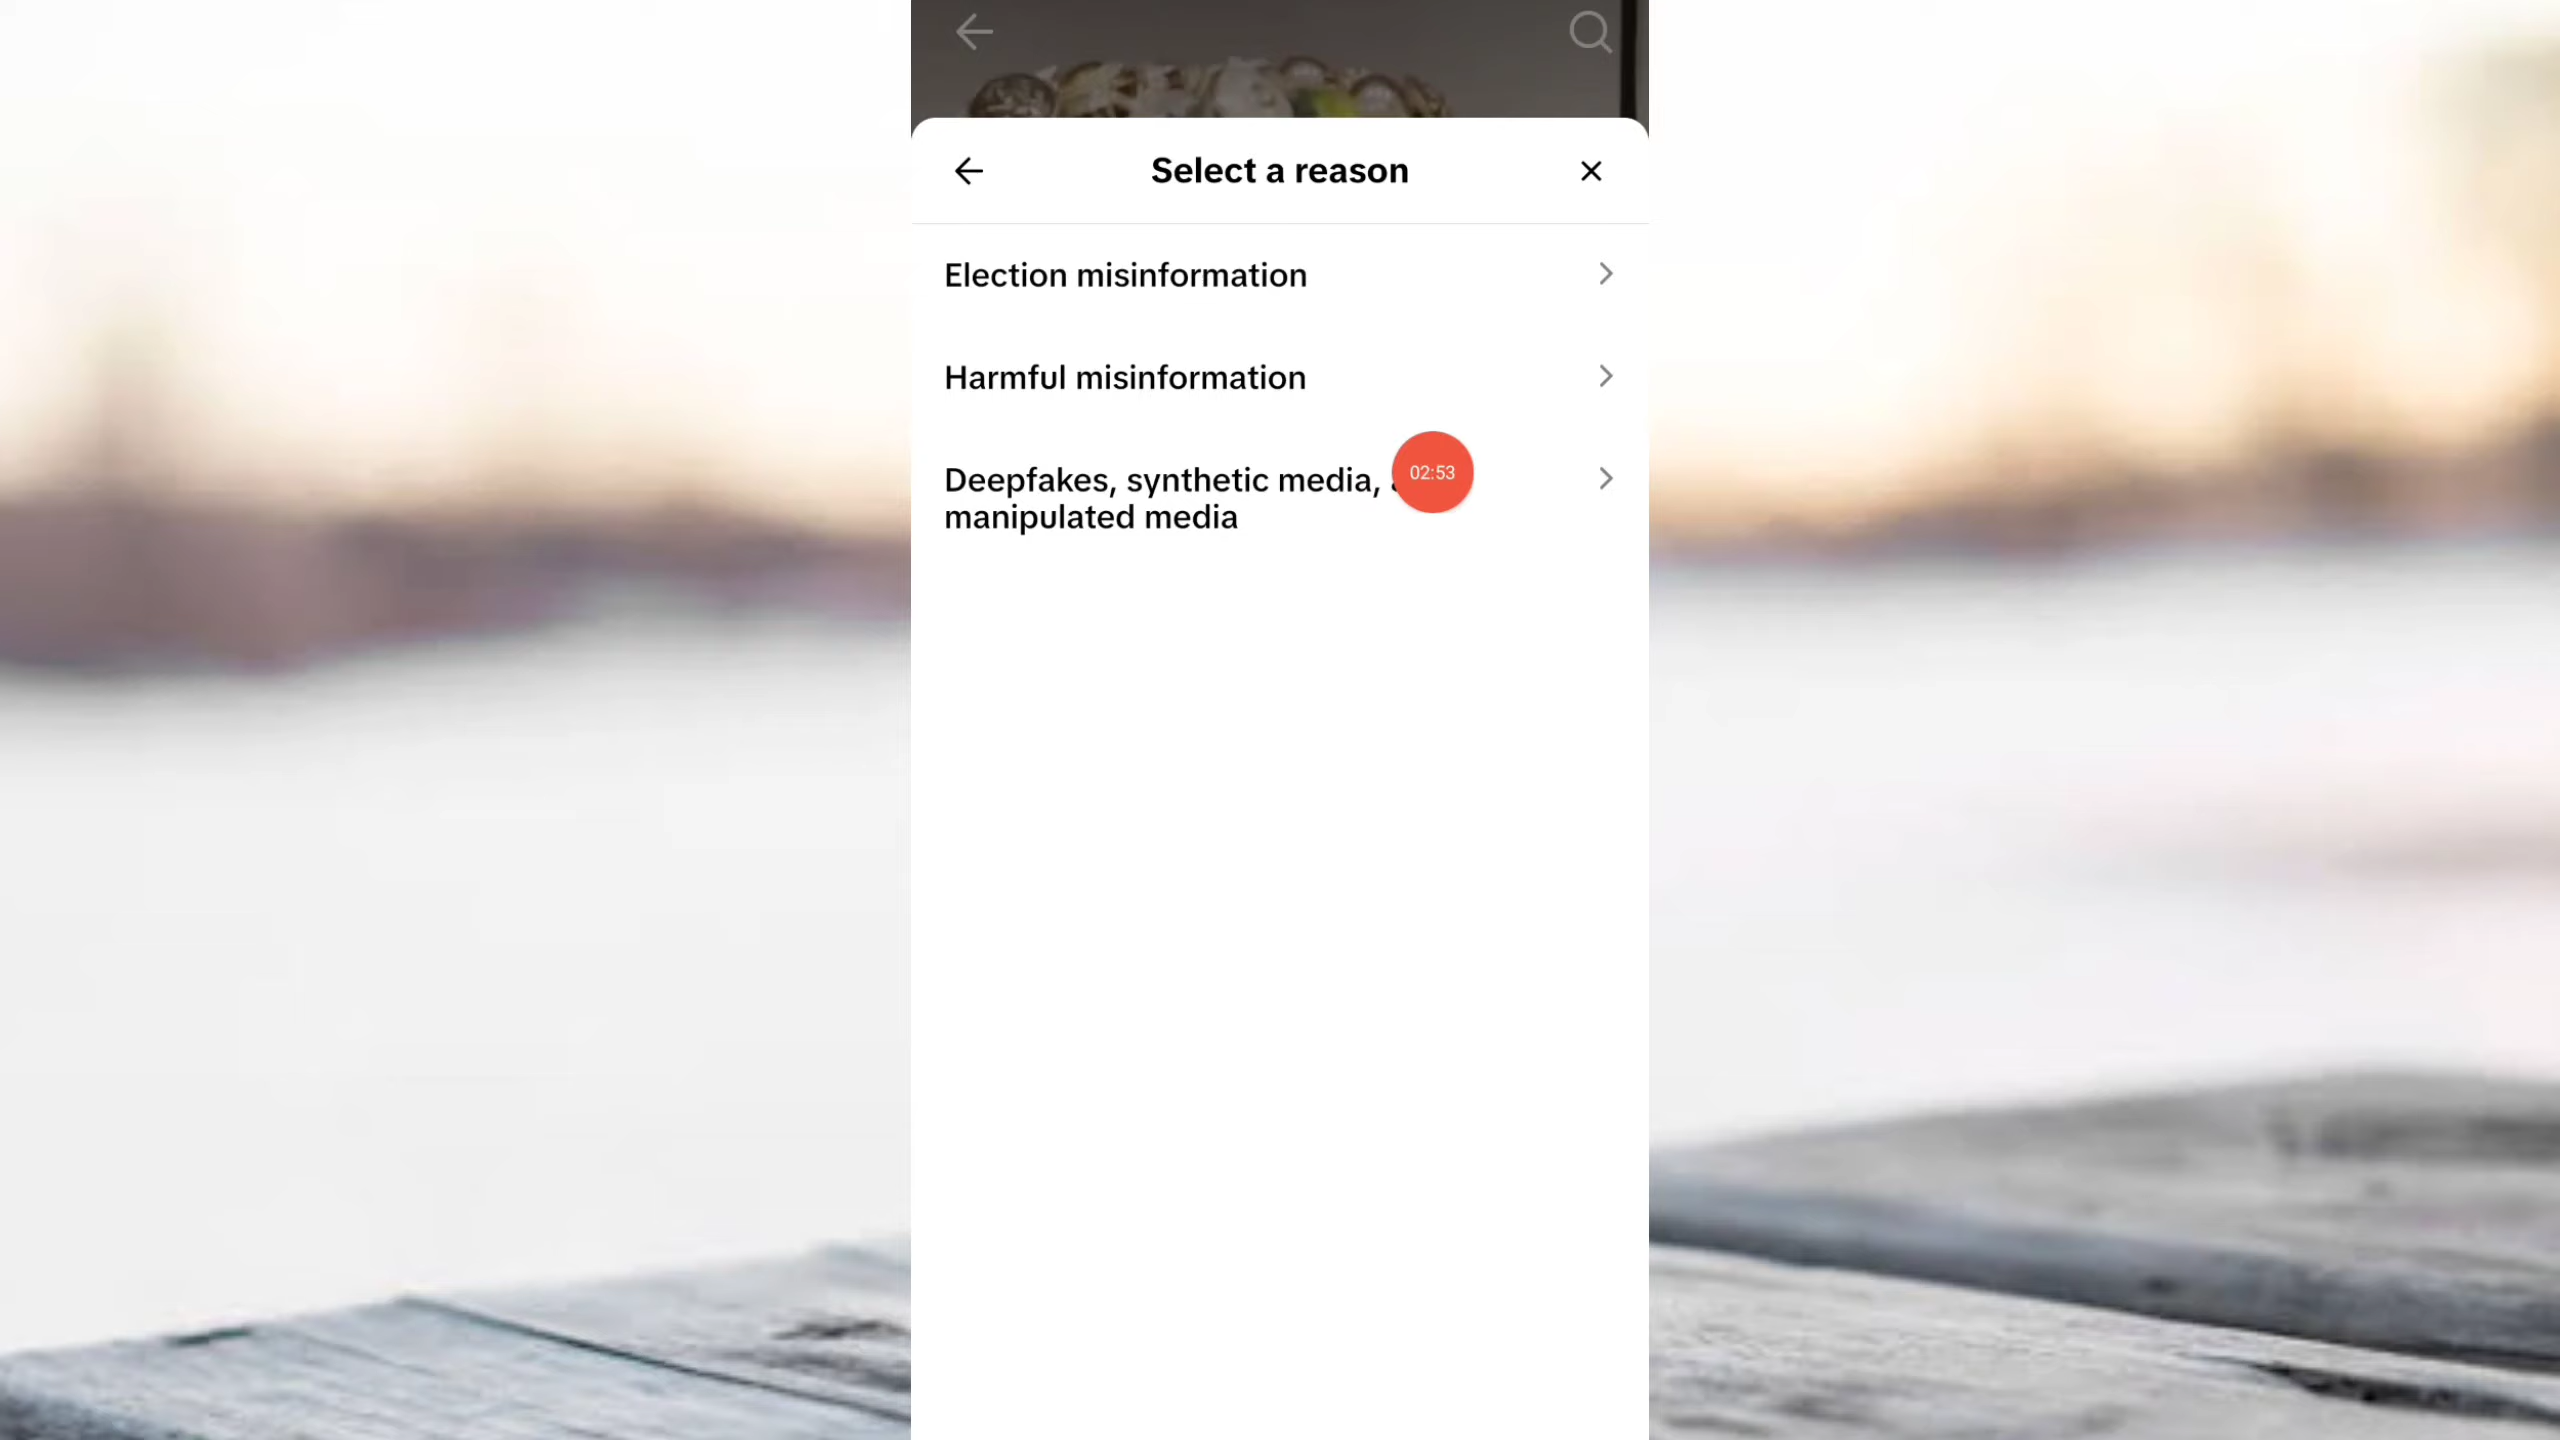 Select a reason
Election misinformation
Harmful misinformation
Deepfakes, synthetic media,
02:53
manipulated media